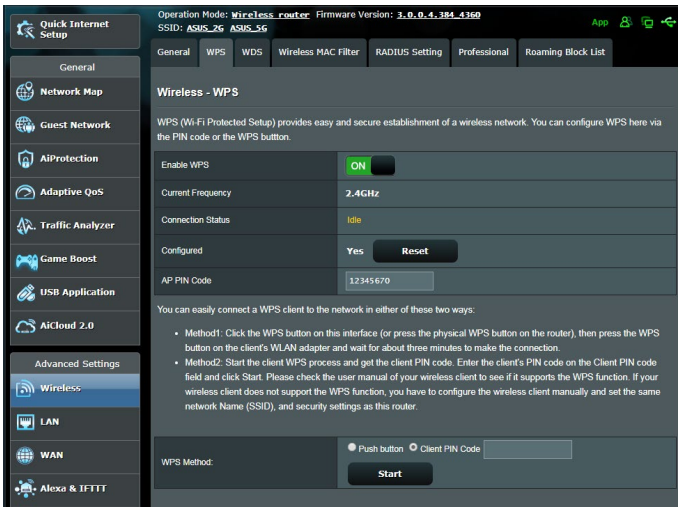 Quick Internet
Setup
Operation Mode: Wireless router Firmware Version: 3.0.0.4.384_4360
SSID: ASUS_2G ASUS_5G
App
General
WPS
WDS
Wireless MAC Filter
RADIUS Setting
Professional
Roaming Block List
General
Network Map
Guest Network
AiProtection
Adaptive QoS
Traffic Analyzer
Game Boost
USB Application
AiCloud 2.0
Advanced Settings
Wireless
LAN
WAN
Alexa & IFTTT
Wireless - WPS
WPS (Wi-Fi Protected Setup) provides easy and secure establishment of a wireless network. You can configure WPS here via
the PIN code or the WPS buttton.
Enable WPS ON
Current Frequency 2.4GHz
Connection Status Idle
Configured Yes Reset
AP PIN Code 12345670
You can easily connect a WPS client to the network in either of these two ways:
• Method1: Click the WPS button on this interface (or press the physical WPS button on the router), then press the WPS
button on the client's WLAN adapter and wait for about three minutes to make the connection.
• Method2: Start the client WPS process and get the client PIN code. Enter the client's PIN code on the Client PIN code
field and click Start. Please check the user manual of your wireless client to see if it supports the WPS function. If your
wireless client does not support the WPS function, you have to configure the wireless client manually and set the same
network Name (SSID), and security settings as this router.
WPS Method:
Push button Client PIN Code
Start